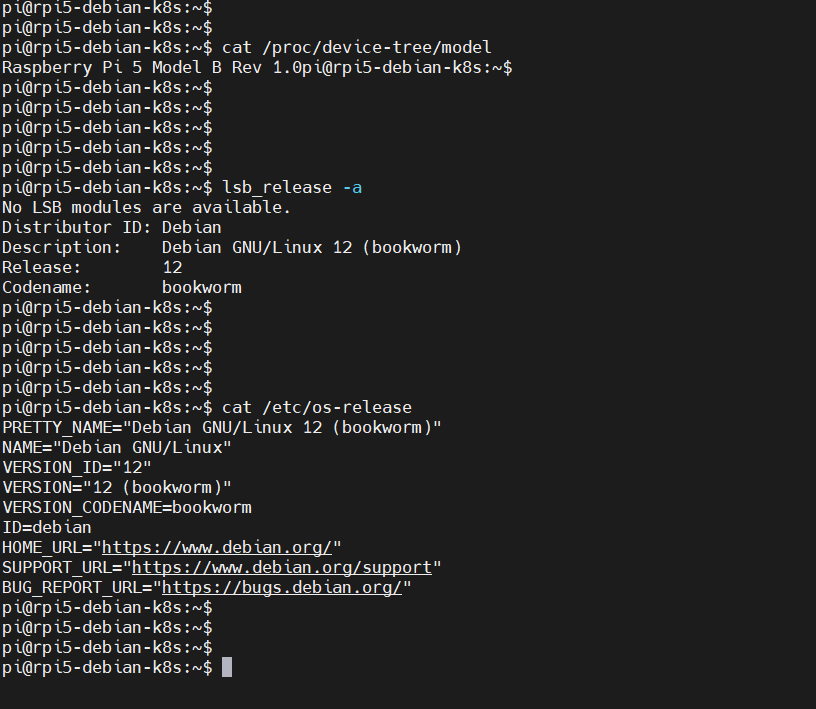 pi@rpi5-debian-k8s:~$
pi@rpi5-debian-k8s:~$
pi@rpi5-debian-k8s:~$ cat /proc/device-tree/model
Raspberry Pi 5 Model B Rev 1.0pi@rpi5-debian-k8s:~$
pi@rpi5-debian-k8s:~$
pi@rpi5-debian-k8s:~$
pi@rpi5-debian-k8s:~$
pi@rpi5-debian-k8s:~$
pi@rpi5-debian-k8s:~$
pi@rpi5-debian-k8s:~$ lsb_release -a
No LSB modules are available.
Distributor ID: Debian
Description:    Debian GNU/Linux 12 (bookworm)
Release:        12
Codename:       bookworm
pi@rpi5-debian-k8s:~$
pi@rpi5-debian-k8s:~$
pi@rpi5-debian-k8s:~$
pi@rpi5-debian-k8s:~$
pi@rpi5-debian-k8s:~$
pi@rpi5-debian-k8s:~$ cat /etc/os-release
PRETTY_NAME="Debian GNU/Linux 12 (bookworm)"
NAME="Debian GNU/Linux"
VERSION_ID="12"
VERSION="12 (bookworm)"
VERSION_CODENAME=bookworm
ID=debian
HOME_URL="https://www.debian.org/"
SUPPORT_URL="https://www.debian.org/support"
BUG_REPORT_URL="https://bugs.debian.org/"
pi@rpi5-debian-k8s:~$
pi@rpi5-debian-k8s:~$
pi@rpi5-debian-k8s:~$
pi@rpi5-debian-k8s:~$